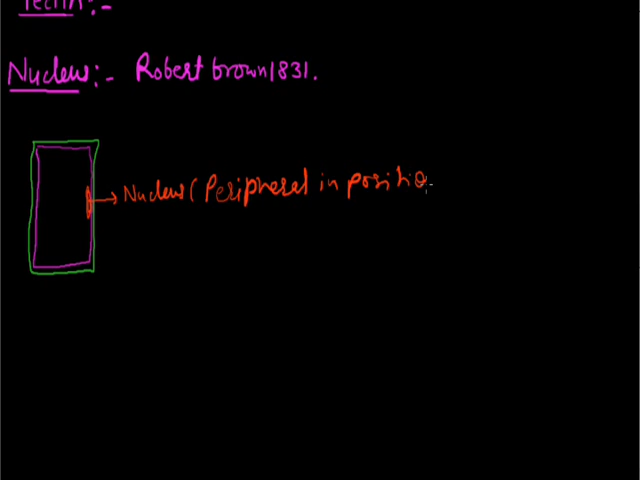 Nucleus:- Robert brown 1831.
Nucleus (Peripheral in positio